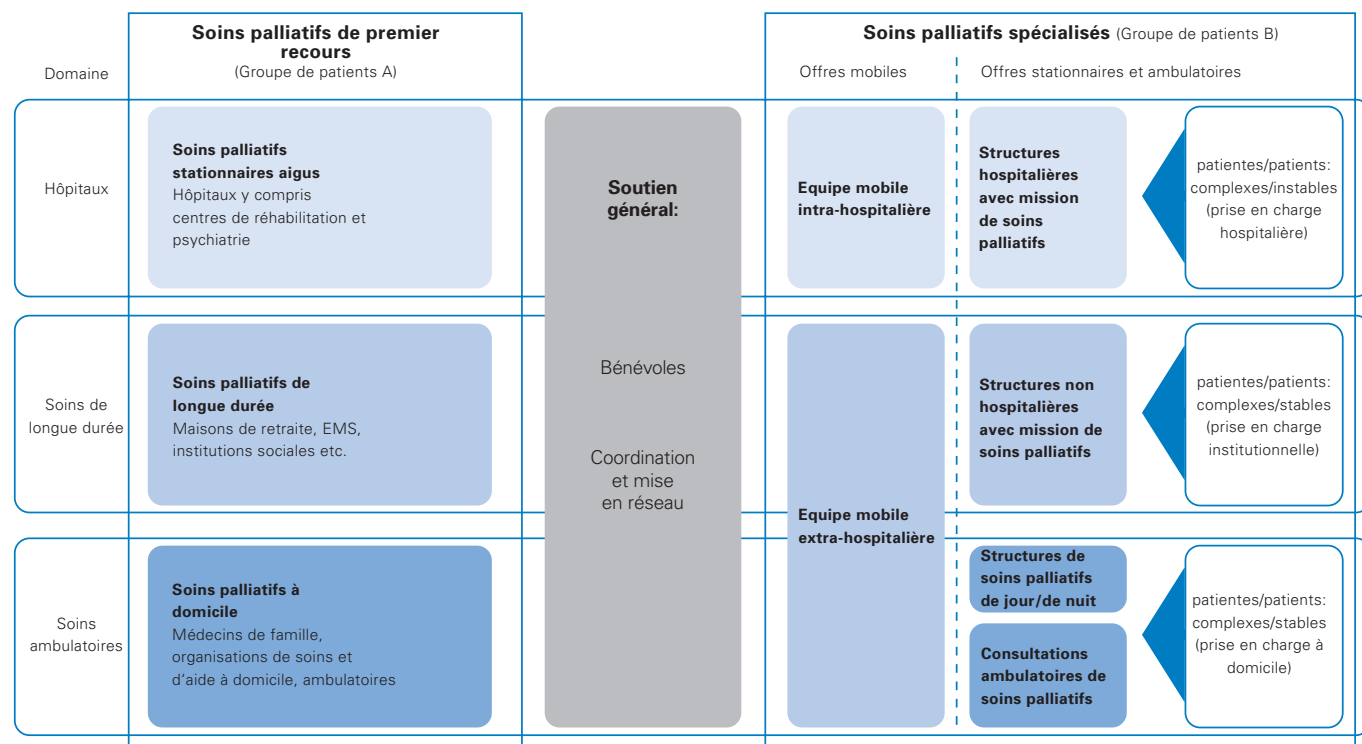 Domaine
Soins palliatifs de premier
recours
(Groupe de patients A)
Soins palliatifs spécialisés (Groupe de patients B)
Offres mobiles
Offres stationnaires et ambulatoires
Hôpitaux
Soins palliatifs
stationnaires aigus
Hôpitaux y compris
centres de réhabilitation et
psychiatrie
Soutien
général:
Bénévoles
Coordination
et mise
en réseau
Equipe mobile
intra-hospitalière
Structures
hospitalières
avec mission
de soins
palliatifs
patientes/patients:
complexes/instables
(prise en charge
hospitalière)
Soins de
longue durée
Soins palliatifs de
longue durée
Maisons de retraite, EMS,
institutions sociales etc.
Equipe mobile
extra-hospitalière
Structures non
hospitalières
avec mission de
soins palliatifs
patientes/patients:
complexes/stables
(prise en charge
institutionnelle)
Soins
ambulatoires
Soins palliatifs à
domicile
Médecins de famille,
organisations de soins et
d'aide à domicile, ambulatoires
Structures de
soins palliatifs
de jour/de nuit
Consultations
ambulatoires de
soins palliatifs
patientes/patients:
complexes/stables
(prise en charge à
domicile)